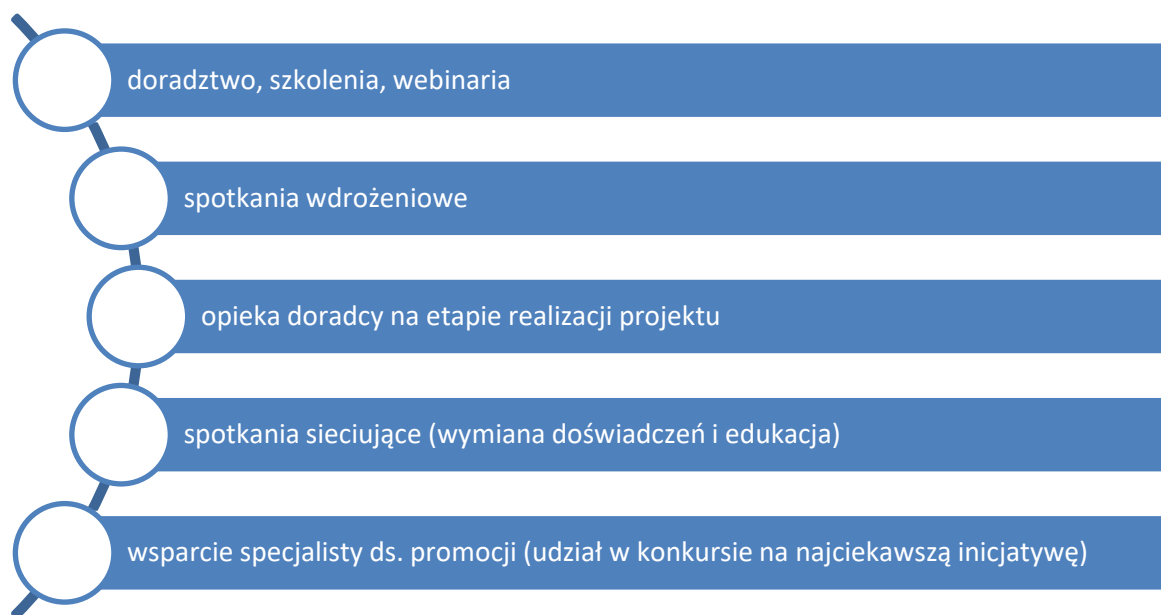 doradztwo, szkolenia, webinaria
spotkania wdrożeniowe
opieka doradcy na etapie realizacji projektu
spotkania sieciujące (wymiana doświadczeń i edukacja)
wsparcie specjalisty ds. promocji (udział w konkursie na najciekawszą inicjatywę)